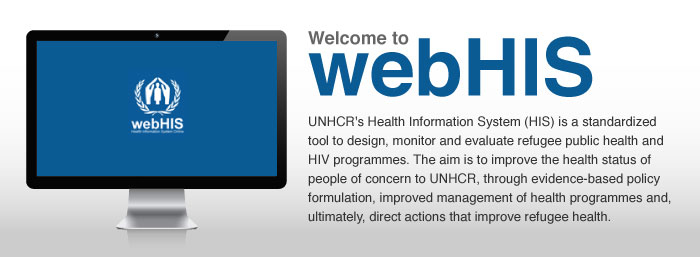 Welcome to
webHIS
UNHCR's Health Information System (HIS) is a standardized
tool to design, monitor and evaluate refugee public health and
HIV programmes. The aim is to improve the health status of
people of concern to UNHCR, through evidence-based policy
formulation, improved management of health programmes and,
ultimately, direct actions that improve refugee health.
webHIS
Health Information System Online